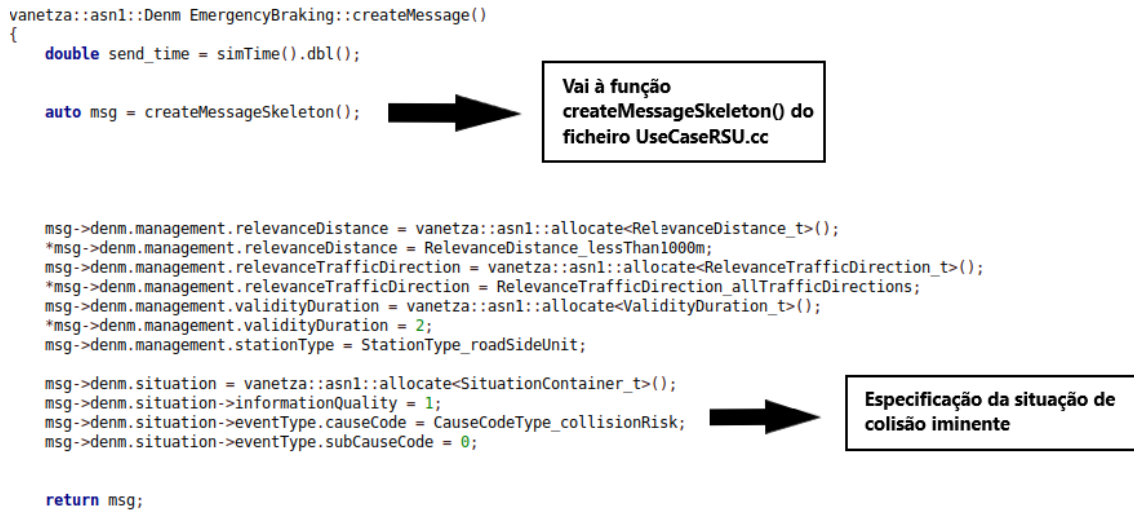 vanetza::asn1::Denm EmergencyBraking::createMessage()
{
    double send_time = simTime().dbl();
    auto msg = createMessageSkeleton();
Vai à função
createMessageSkeleton() do
ficheiro UseCaseRSU.cc
    msg->denm.management.relevanceDistance = vanetza::asn1::allocate<RelevanceDistance_t>();
    *msg->denm.management.relevanceDistance = RelevanceDistance_lessThan1000m;
    msg->denm.management.relevanceTrafficDirection = vanetza::asn1::allocate<RelevanceTrafficDirection_t>();
    *msg->denm.management.relevanceTrafficDirection = RelevanceTrafficDirection_allTrafficDirections;
    msg->denm.management.validityDuration = vanetza::asn1::allocate<ValidityDuration_t>();
    *msg->denm.management.validityDuration = 2;
    msg->denm.management.stationType = StationType_roadSideUnit;
    msg->denm.situation = vanetza::asn1::allocate<SituationContainer_t>();
    msg->denm.situation->informationQuality = 1;
    msg->denm.situation->eventType.causeCode = CauseCodeType_collisionRisk;
    msg->denm.situation->eventType.subCauseCode = 0;
Especificação da situação de
colisão iminente
    return msg;